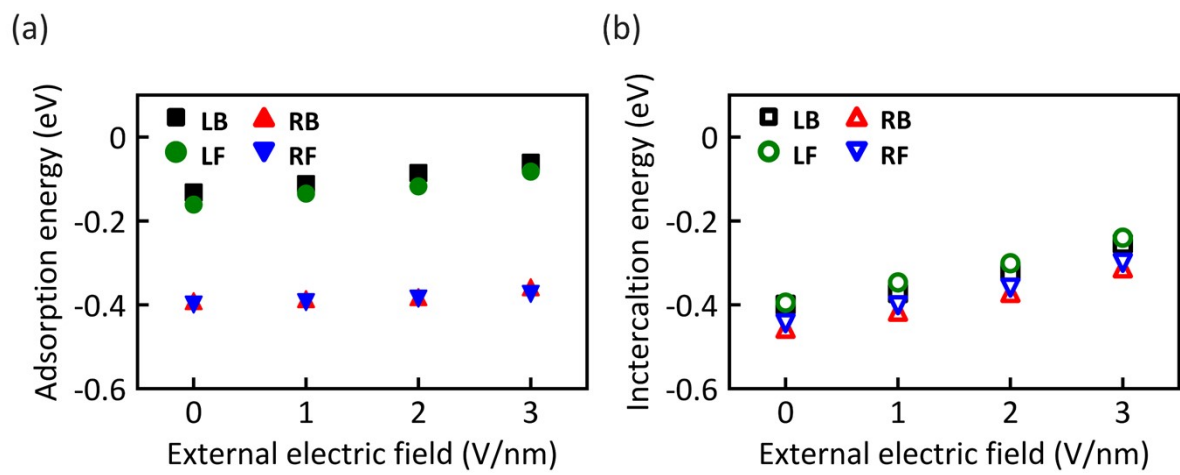 (a)
Adsorption energy (eV)
0
-0.2
-0.4
-0.6
LB RB
LF RF
0 1 2 3
External electric field (V/nm)
(b)
Inctercaltion energy (eV)
0
-0.2
-0.4
-0.6
LB RB
LF RF
0 1 2 3
External electric field (V/nm)